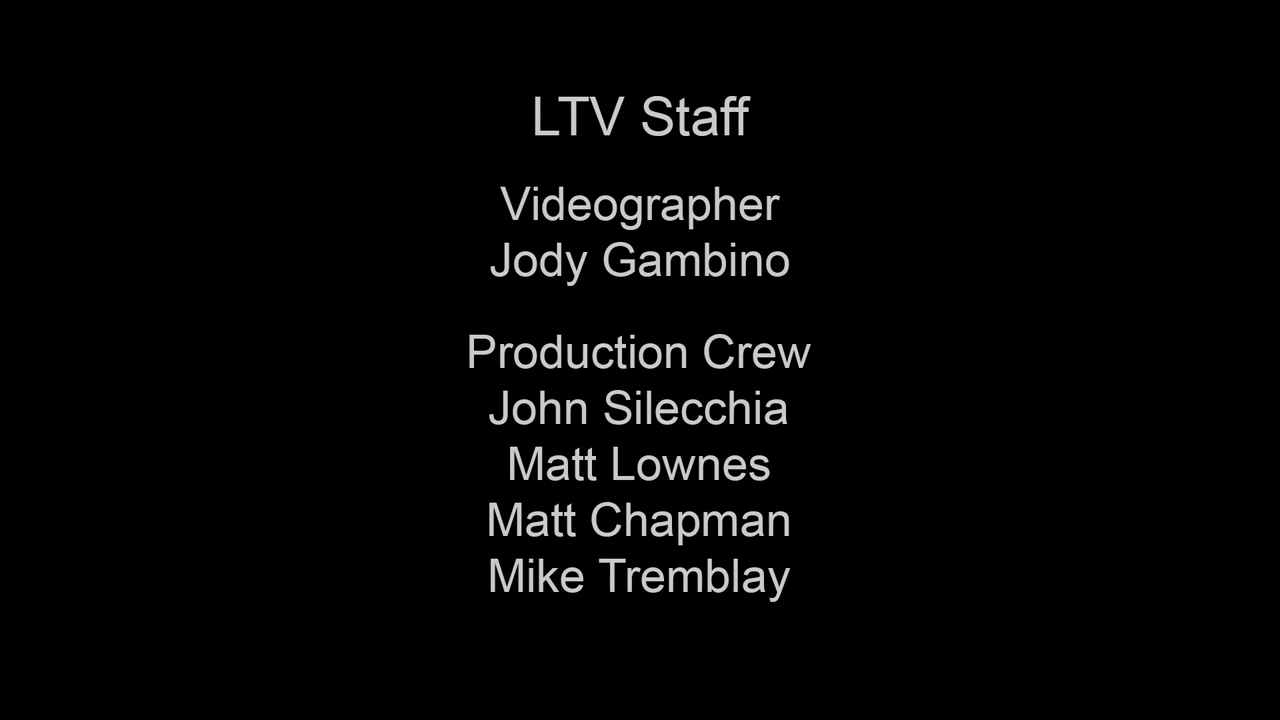 LTV Staff
Videographer
Jody Gambino
Production Crew
John Silecchia
Matt Lownes
Matt Chapman
Mike Tremblay